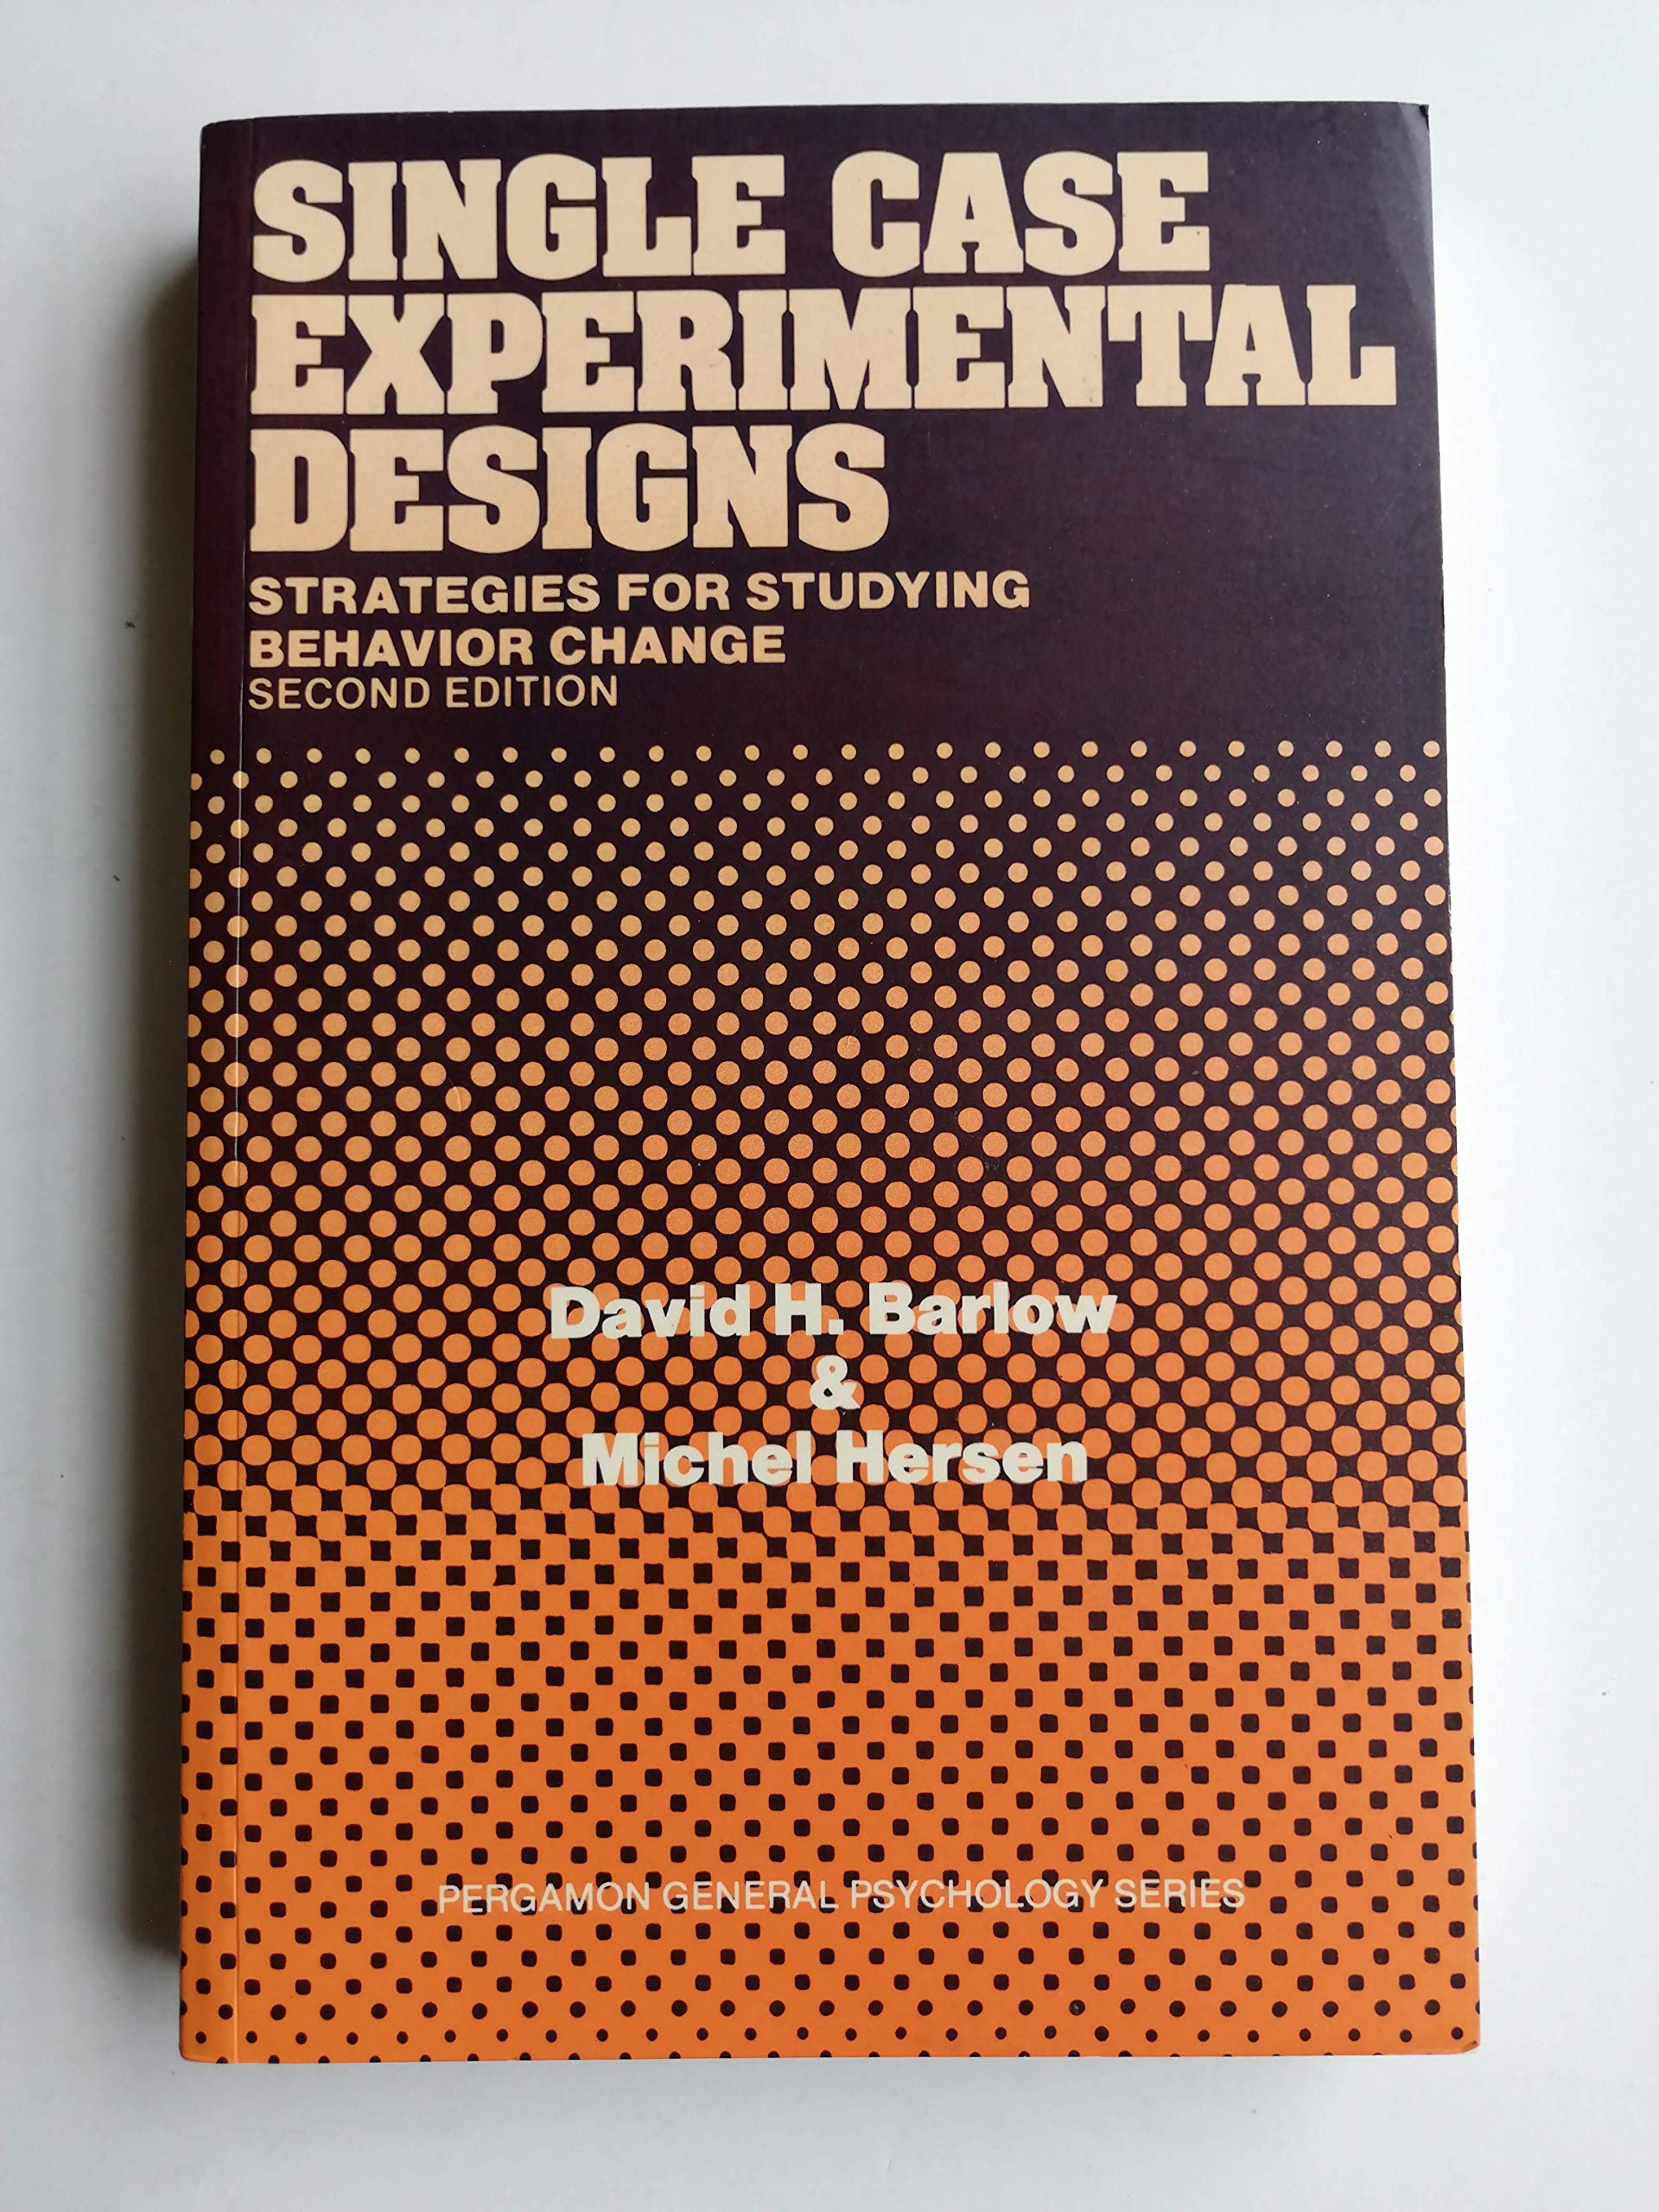 SINGLE CASE
EXPERIMENTAL
DESIGNS
STRATEGIES FOR STUDYING
BEHAVIOR CHANGE
SECOND EDITION
David H. Barlow
&
Michel Hersen
PERGAMON GENERAL PSYCHOLOGY SERIES